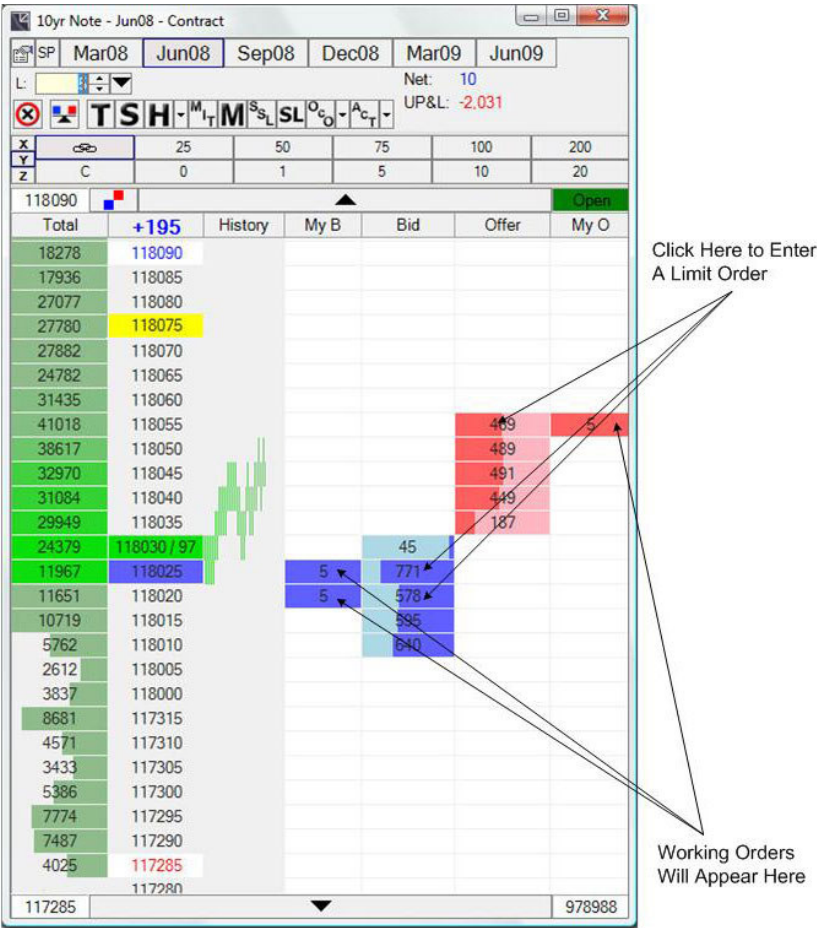 10yr Note - Jun08 - Contract
SP Mar08 Jun08 Sep08 Dec08 Mar09 Jun09
L: 3 Net: 10
UP&L: -2,031
T S H MIT M SSL SL OCO ACT
X 25 50 75 100 200
Y
Z C 0 1 5 10 20
118090 Open
Total +195 History My B Bid Offer My O
18278 118090
17936 118085
27077 118080
27780 118075
27882 118070
24782 118065
31435 118060
41018 118055 469 5
38617 118050 489
32970 118045 491
31084 118040 449
29949 118035 187
24379 118030 / 97 45
11967 118025 5 771
11651 118020 5 578
10719 118015 595
5762 118010 640
2612 118005
3837 118000
8681 117315
4571 117310
3433 117305
5386 117300
7774 117295
7487 117290
4025 117285
117280
117285 978988
Click Here to Enter
A Limit Order
Working Orders
Will Appear Here